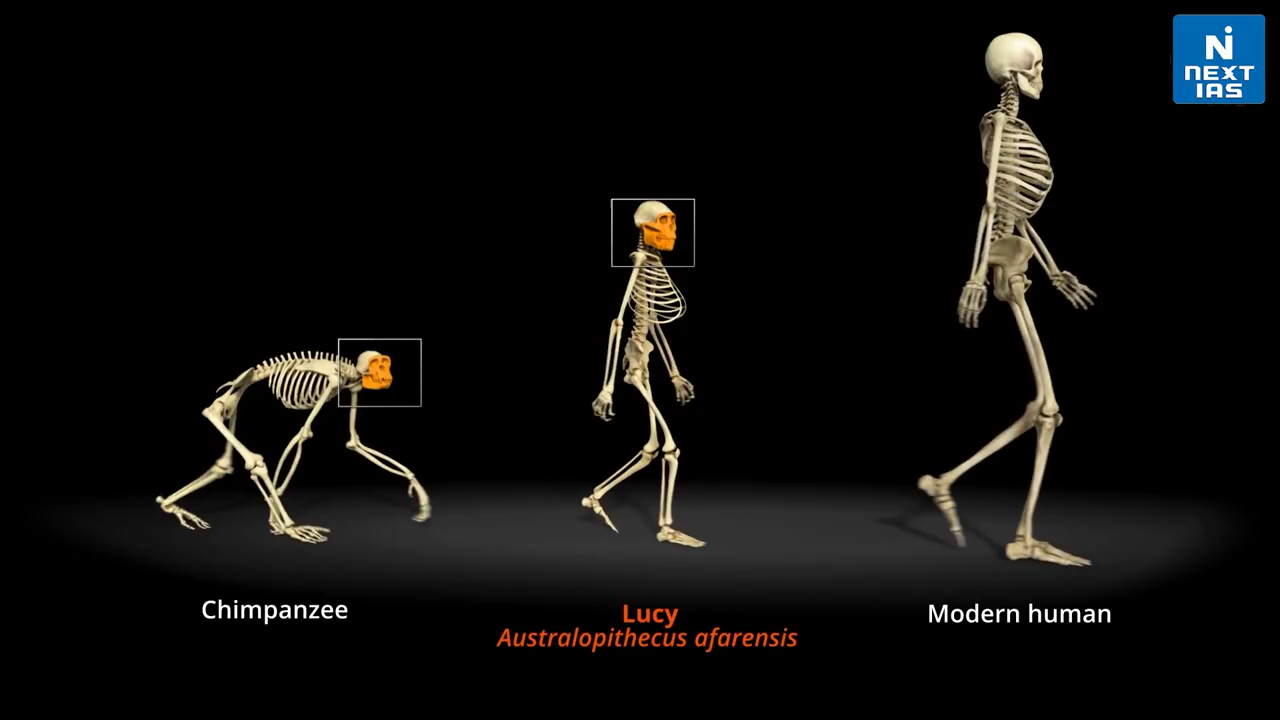 NEXT
IAS
Chimpanzee
Lucy
Australopithecus afarensis
Modern human